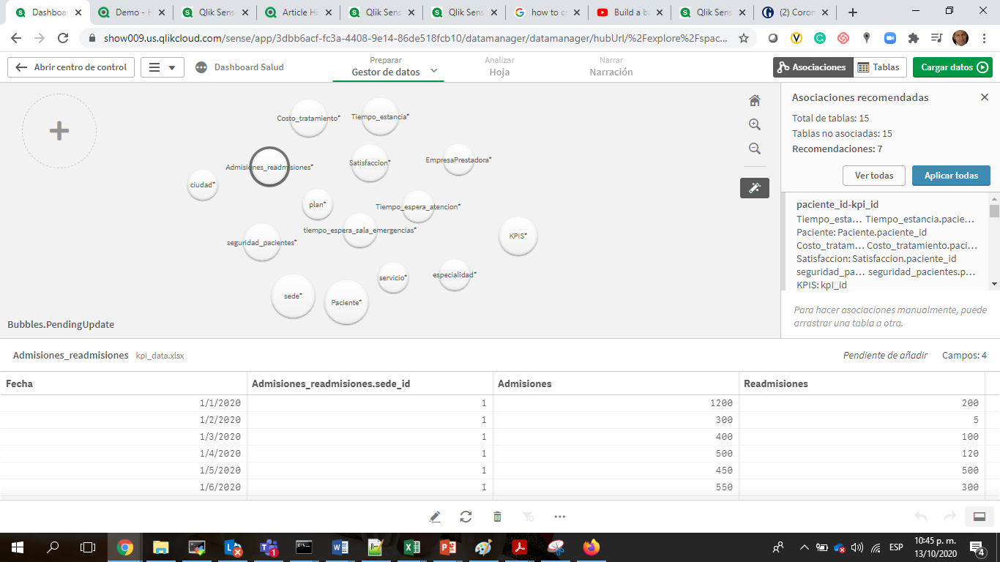 Dashboar
Demo - H
Qlik Sens
Article Hi
Qlik Sens
Qlik Sens
how to cr
Build a ba
Qlik Sens
(2) Coron
show009.us.qlikcloud.com/sense/app/3dbb6acf-fc3a-4408-9e14-86de518fcb10/datamanager/datamanager/hubUrl/%2Fexplore%2Fspac...
Abrir centro de control
Dashboard Salud
Preparar
Gestor de datos
Analizar
Hoja
Narrar
Narración
Asociaciones
Tablas
Cargar datos
Costo_tratamiento*
Tiempo_estancia*
Admisiones_readmisiones*
Satisfaccion*
EmpresaPrestadora*
ciudad*
plan*
Tiempo_espera_atencion*
tiempo_espera_sala_emergencias*
seguridad_pacientes*
KPIS*
servicio*
especialidad*
sede*
Paciente*
Bubbles.PendingUpdate
Asociaciones recomendadas
Total de tablas: 15
Tablas no asociadas: 15
Recomendaciones: 7
Ver todas
Aplicar todas
paciente_id-kpi_id
Tiempo_esta... Tiempo_estancia.pacie...
Paciente: Paciente.paciente_id
Costo_tratam... Costo_tratamiento.paci...
Satisfaccion: Satisfaccion.paciente_id
seguridad_pa... seguridad_pacientes.p...
KPIS: kpi_id
Para hacer asociaciones manualmente, puede
arrastrar una tabla a otra.
Admisiones_readmisiones kpi_data.xlsx
Pendiente de añadir Campos: 4
Fecha Admisiones_readmisiones.sede_id Admisiones Readmisiones
1/1/2020 1 1200 200
1/2/2020 1 300 5
1/3/2020 1 400 100
1/4/2020 1 500 120
1/5/2020 1 450 500
1/6/2020 1 550 300
ESP
10:45 p. m.
13/10/2020
4